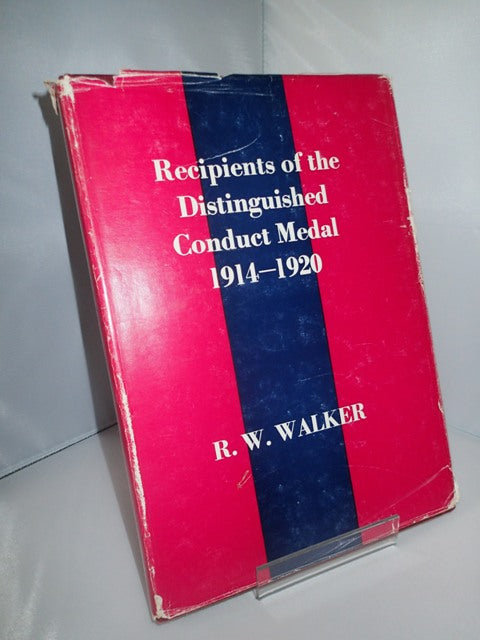 Recipients of the
Distinguished
Conduct Medal
1914–1920
R. W. WALKER